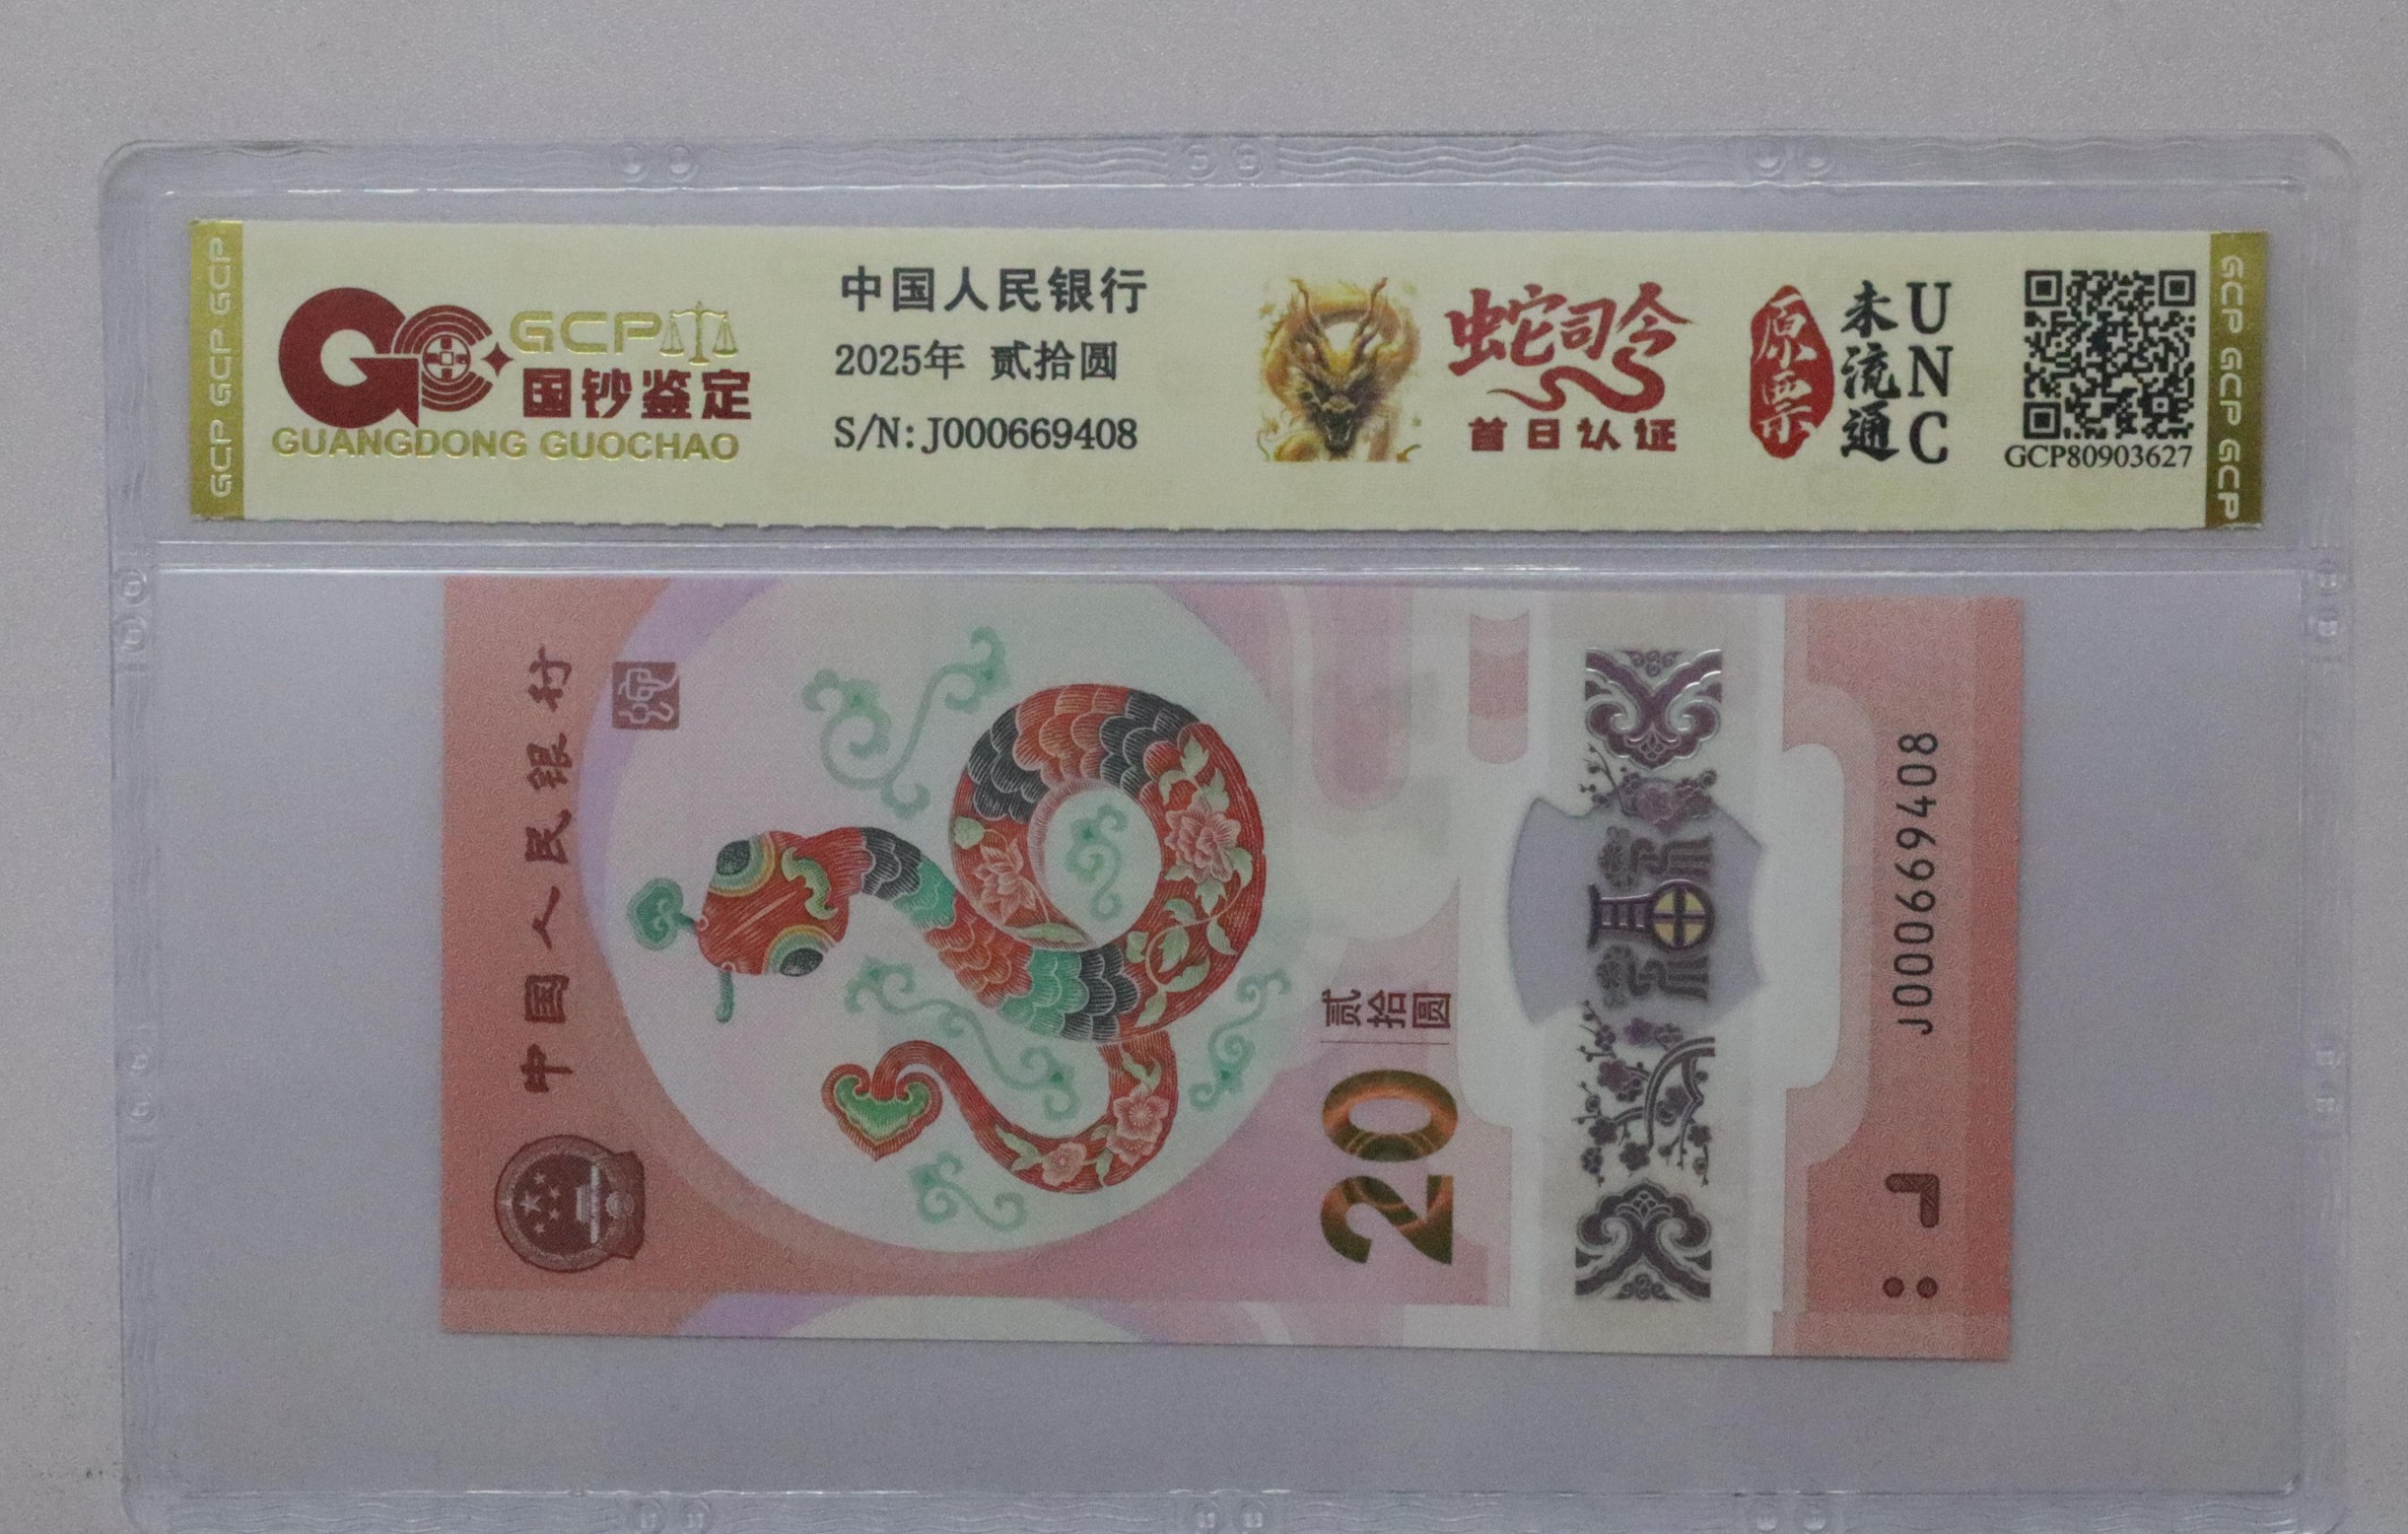 GCP GCP GCP
GCP
国钞鉴定
GUANGDONG GUOCHAO
中国人民银行
2025年 贰拾圆
S/N:J000669408
蛇司令
首日认证
原票
未流通
UNC
GCP80903627
GCP GCP GCP
中国人民银行
20
贰拾圆
J000669408